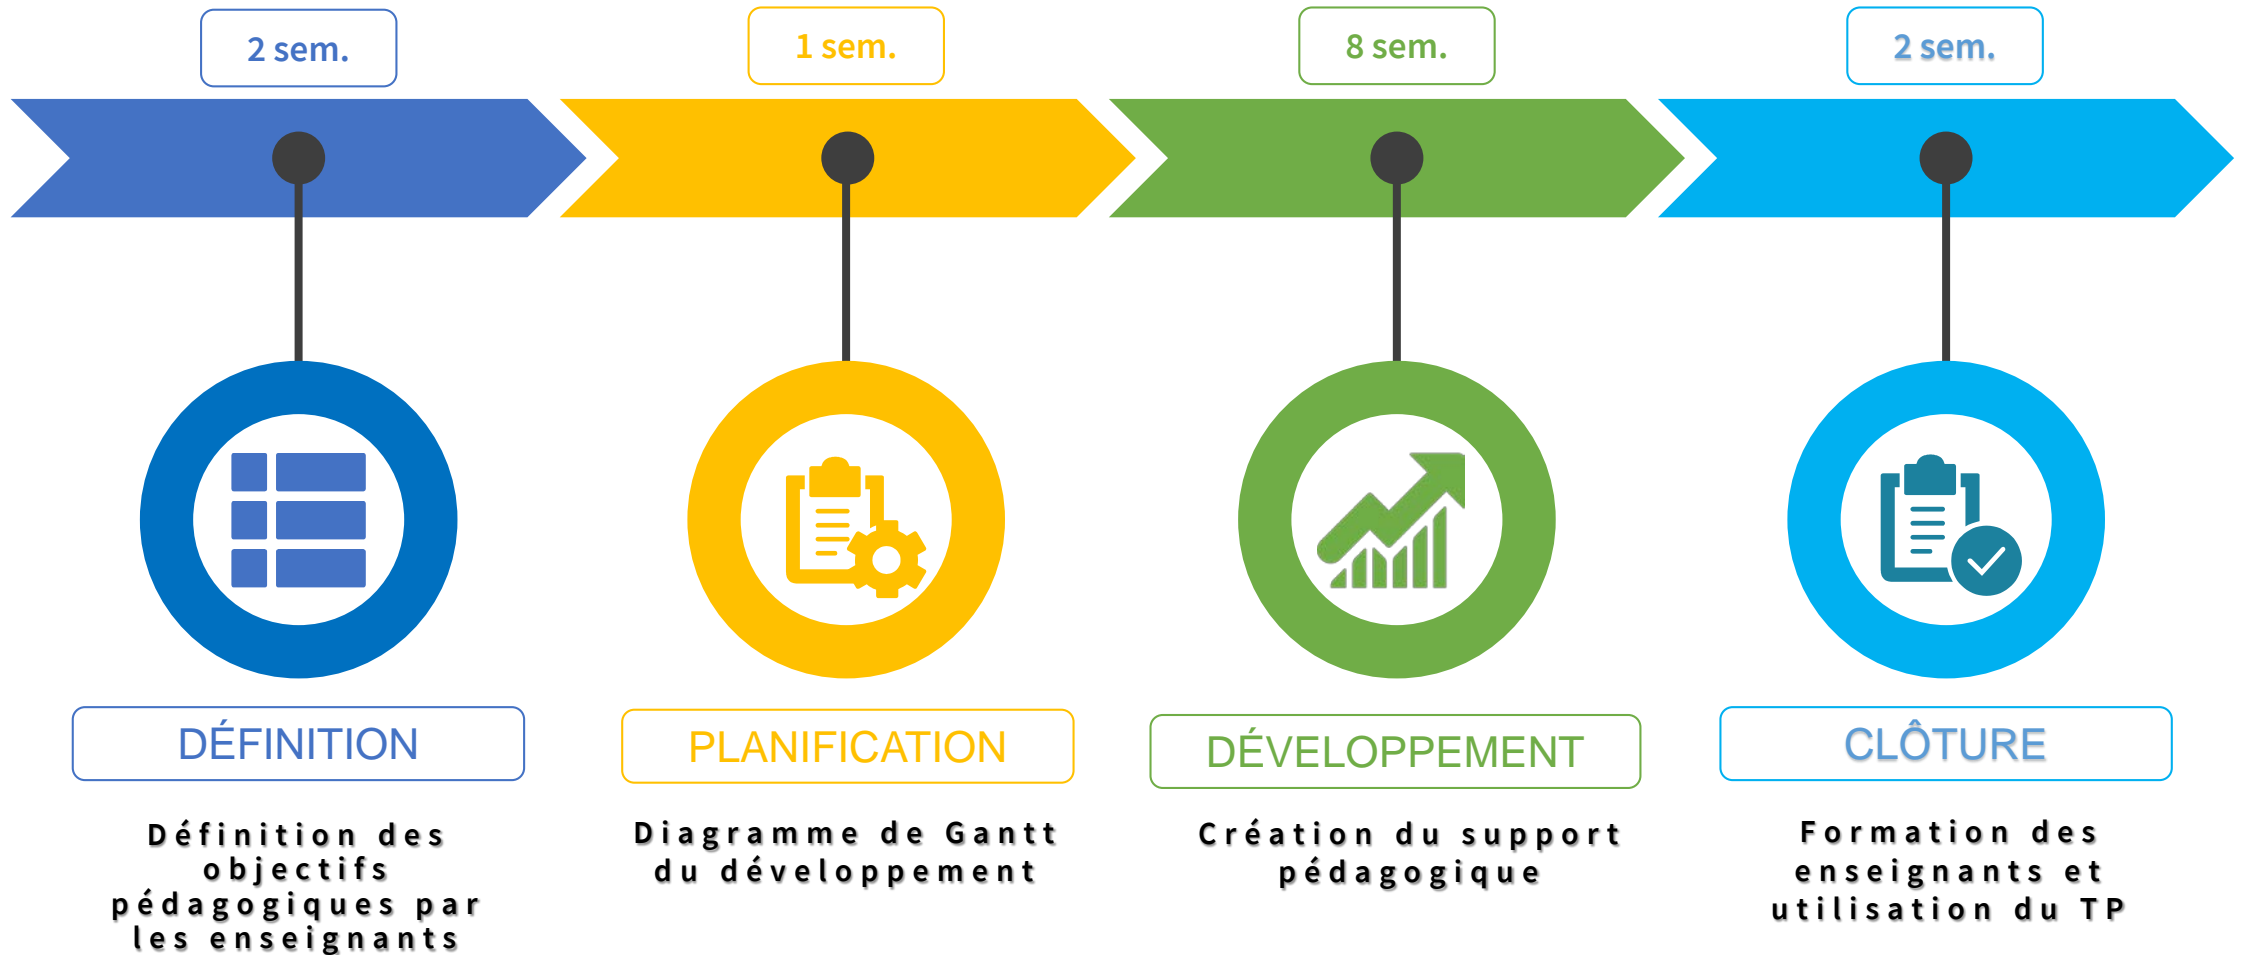 2 sem.
1 sem.
8 sem.
2 sem.
DÉFINITION
PLANIFICATION
DÉVELOPPEMENT
CLÔTURE
Définition des
objectifs
pédagogiques par
les enseignants
Diagramme de Gantt
du développement
Création du support
pédagogique
Formation des
enseignants et
utilisation du TP